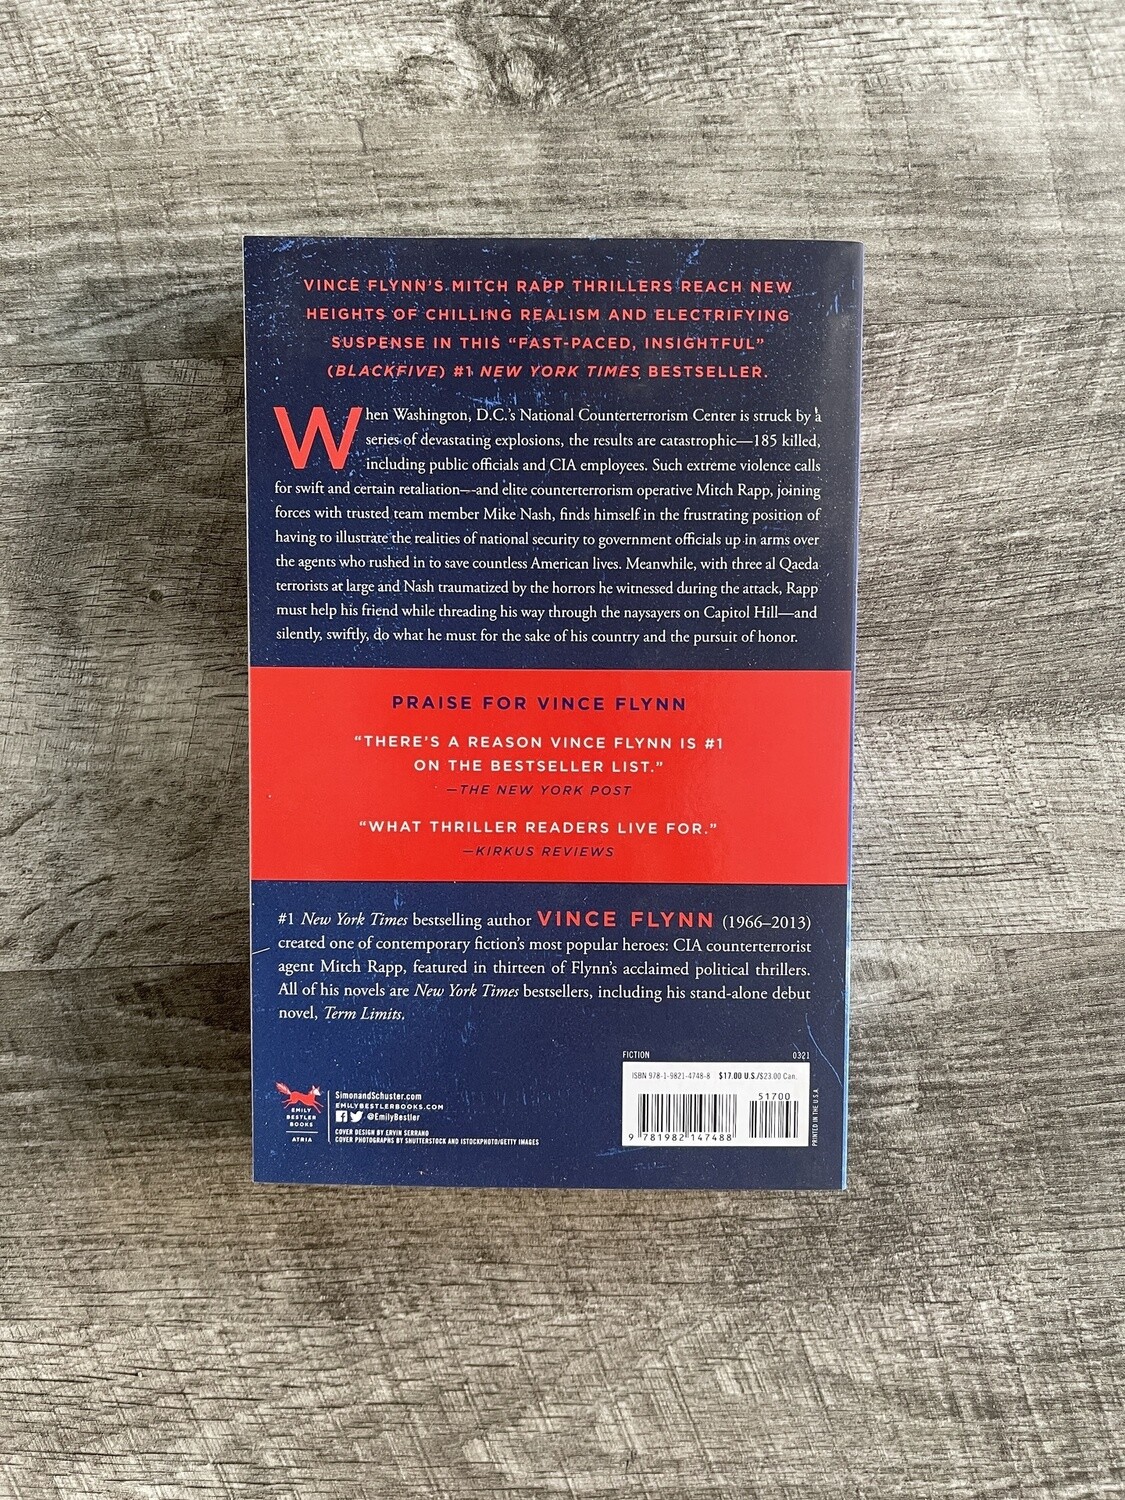 VINCE FLYNN'S MITCH RAPP THRILLERS REACH NEW
HEIGHTS OF CHILLING REALISM AND ELECTRIFYING
SUSPENSE IN THIS “FAST-PACED, INSIGHTFUL”
(BLACKFIVE) #1 NEW YORK TIMES BESTSELLER.
When Washington, D.C.'s National Counterterrorism Center is struck by a
series of devastating explosions, the results are catastrophic—185 killed,
including public officials and CIA employees. Such extreme violence calls
for swift and certain retaliation—and elite counterterrorism operative Mitch Rapp, joining
forces with trusted team member Mike Nash, finds himself in the frustrating position of
having to illustrate the realities of national security to government officials up in arms over
the agents who rushed in to save countless American lives. Meanwhile, with three al Qaeda
terrorists at large and Nash traumatized by the horrors he witnessed during the attack, Rapp
must help his friend while threading his way through the naysayers on Capitol Hill—and
silently, swiftly, do what he must for the sake of his country and the pursuit of honor.
PRAISE FOR VINCE FLYNN
“THERE'S A REASON VINCE FLYNN IS #1
ON THE BESTSELLER LIST.”
—THE NEW YORK POST
“WHAT THRILLER READERS LIVE FOR.”
—KIRKUS REVIEWS
#1 New York Times bestselling author VINCE FLYNN (1966–2013)
created one of contemporary fiction's most popular heroes: CIA counterterrorist
agent Mitch Rapp, featured in thirteen of Flynn's acclaimed political thrillers.
All of his novels are New York Times bestsellers, including his stand-alone debut
novel, Term Limits.
EMILY
BESTLER
BOOKS
ATRIA
SimonandSchuster.com
EMILYBESTLERBOOKS.COM
@EmilyBestler
COVER DESIGN BY ERVIN SERRANO
COVER PHOTOGRAPHS BY SHUTTERSTOCK AND ISTOCKPHOTO/GETTY IMAGES
FICTION 0321
ISBN 978-1-9821-4748-8 $17.00 U.S./$23.00 Can.
51700
9 781982 147488
PRINTED IN THE U.S.A.